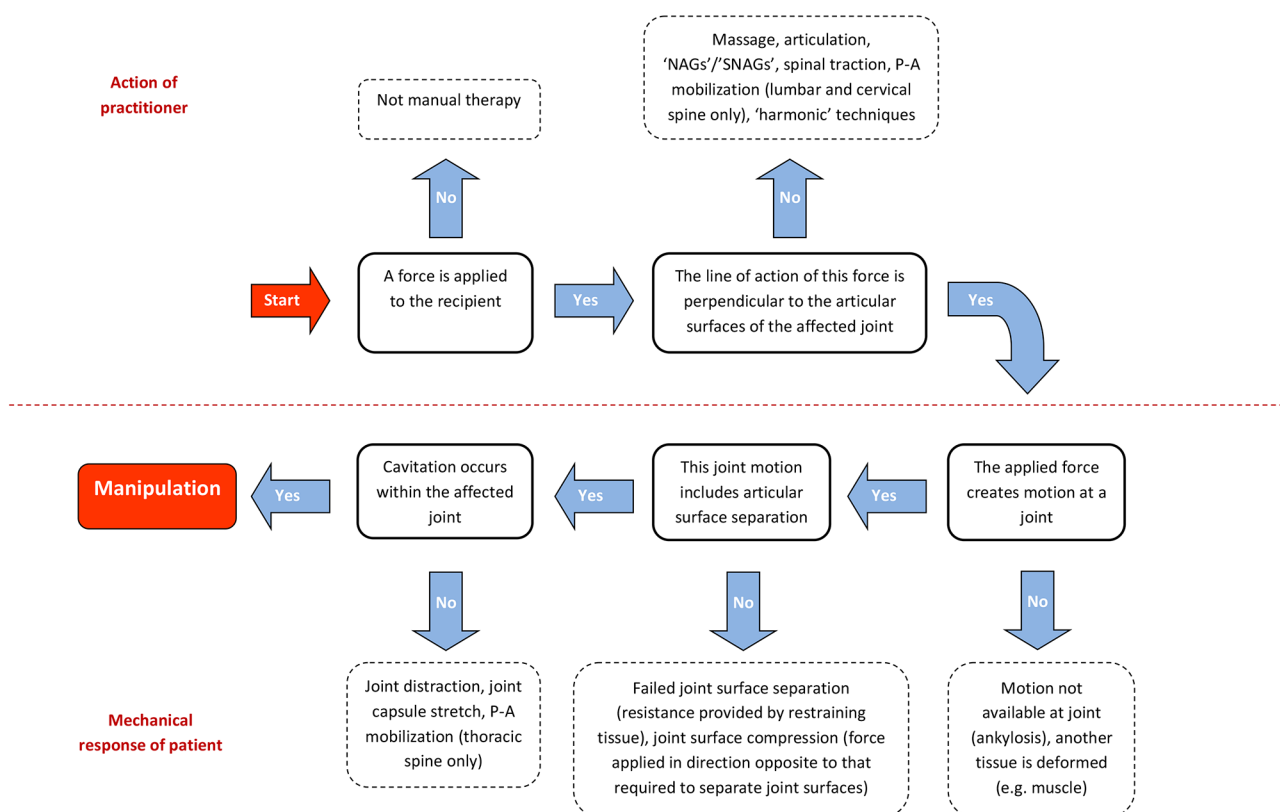 Action of
practitioner
Not manual therapy
Massage, articulation,
‘NAGs’/‘SNAGs’, spinal traction, P-A
mobilization (lumbar and cervical
spine only), ‘harmonic’ techniques
No
No
Start
A force is applied
to the recipient
Yes
The line of action of this force is
perpendicular to the articular
surfaces of the affected joint
Yes
Manipulation
Yes
Cavitation occurs
within the affected
joint
Yes
This joint motion
includes articular
surface separation
Yes
The applied force
creates motion at a
joint
No
No
No
Mechanical
response of patient
Joint distraction, joint
capsule stretch, P-A
mobilization (thoracic
spine only)
Failed joint surface separation
(resistance provided by restraining
tissue), joint surface compression (force
applied in direction opposite to that
required to separate joint surfaces)
Motion not
available at joint
(ankylosis), another
tissue is deformed
(e.g. muscle)